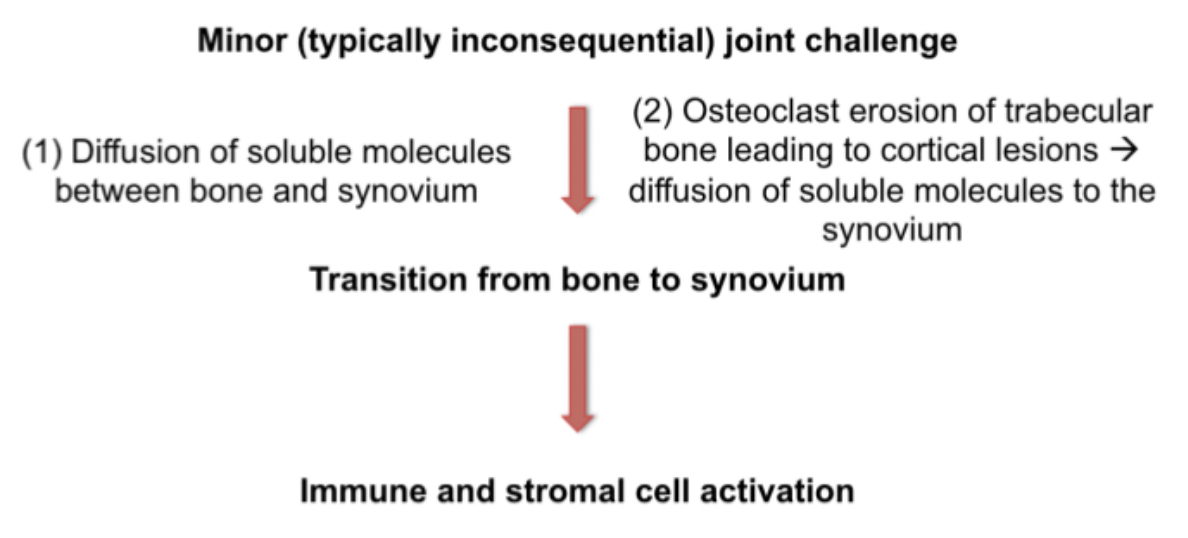 Minor (typically inconsequential) joint challenge
(1) Diffusion of soluble molecules
between bone and synovium
(2) Osteoclast erosion of trabecular
bone leading to cortical lesions →
diffusion of soluble molecules to the
synovium
Transition from bone to synovium
Immune and stromal cell activation